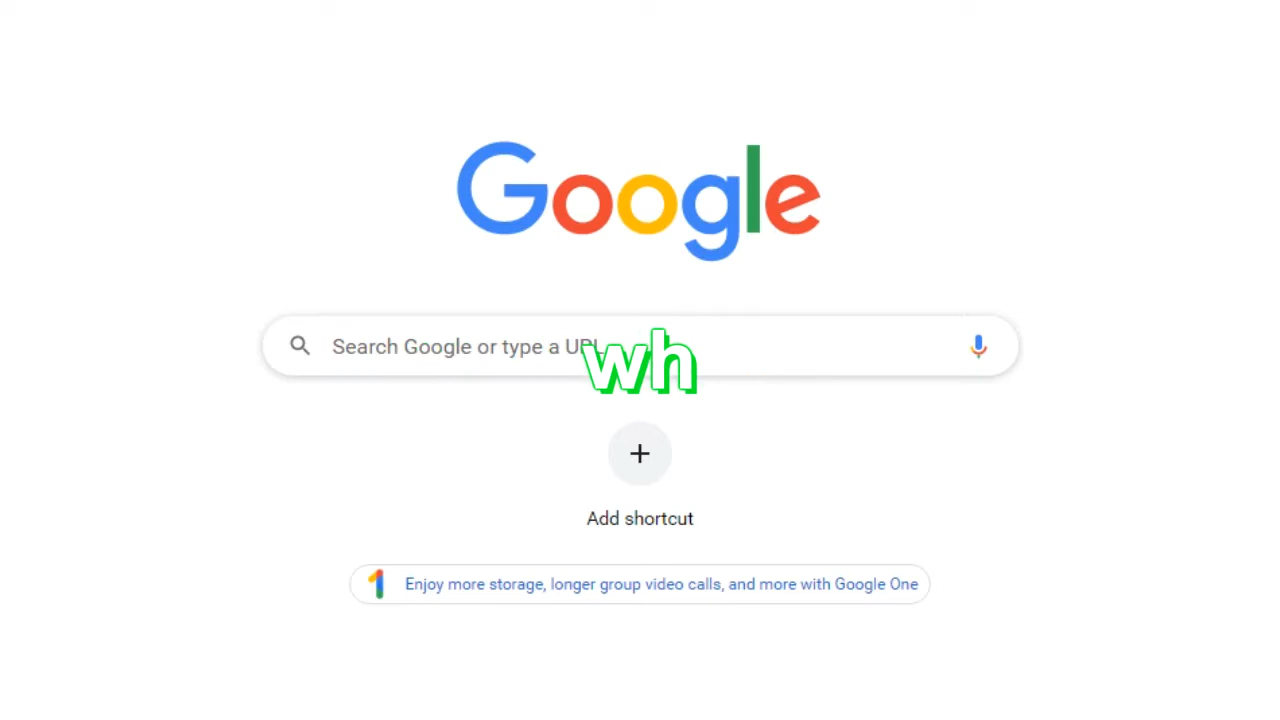 Google
Search Google or type a URL
wh
Add shortcut
Enjoy more storage, longer group video calls, and more with Google One